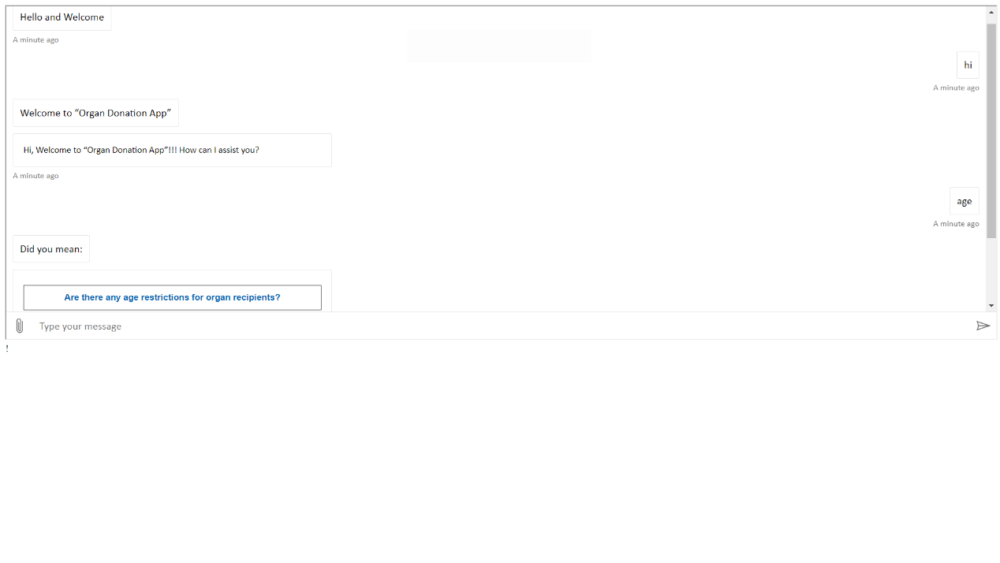 Hello and Welcome
A minute ago
hi
A minute ago
Welcome to “Organ Donation App”
Hi, Welcome to “Organ Donation App”!!! How can I assist you?
A minute ago
age
A minute ago
Did you mean:
Are there any age restrictions for organ recipients?
Type your message
!